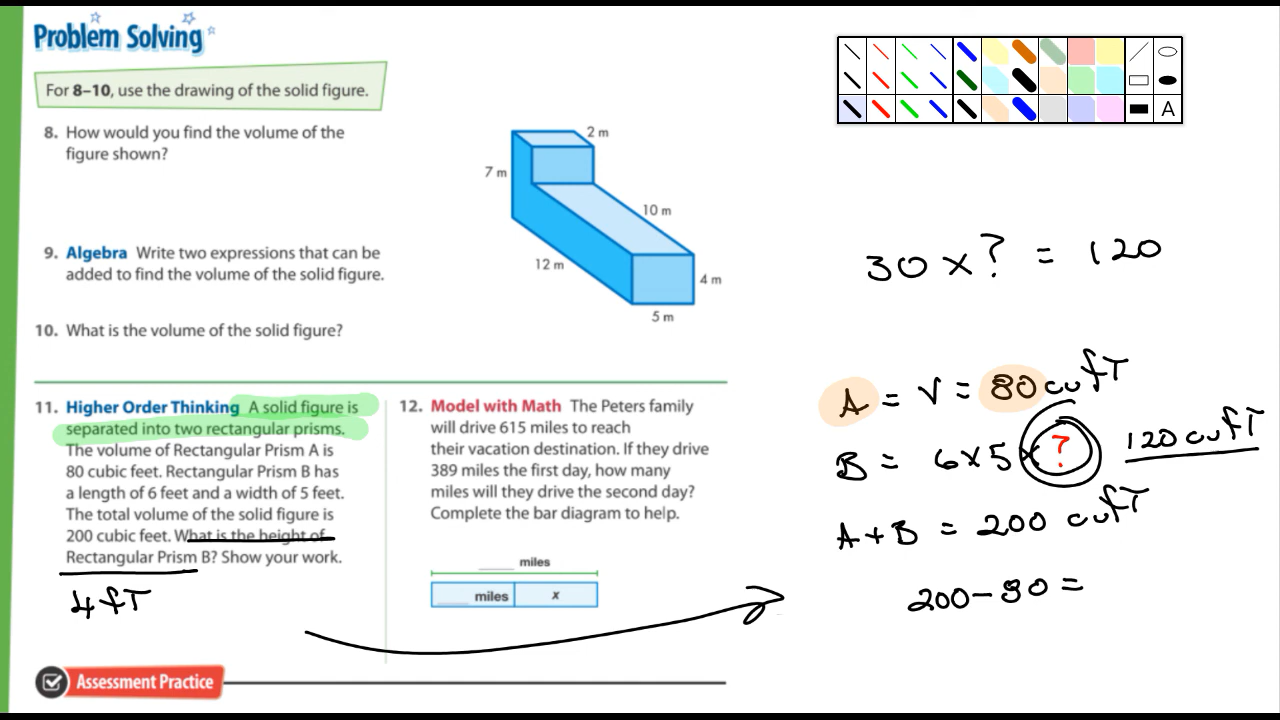 Problem Solving
For 8–10, use the drawing of the solid figure.
8. How would you find the volume of the
figure shown?
9. Algebra Write two expressions that can be
added to find the volume of the solid figure.
10. What is the volume of the solid figure?
2 m
7 m
10 m
12 m
4 m
5 m
11. Higher Order Thinking A solid figure is
separated into two rectangular prisms.
The volume of Rectangular Prism A is
80 cubic feet. Rectangular Prism B has
a length of 6 feet and a width of 5 feet.
The total volume of the solid figure is
200 cubic feet. What is the height of
Rectangular Prism B? Show your work.
4 fT
12. Model with Math The Peters family
will drive 615 miles to reach
their vacation destination. If they drive
389 miles the first day, how many
miles will they drive the second day?
Complete the bar diagram to help.
____ miles
____ miles x
Assessment Practice
A
30 x ? = 120
A = V = 80 cu fT
B = 6 x 5 x ? 120 cu fT
A + B = 200 cu fT
200 - 80 =